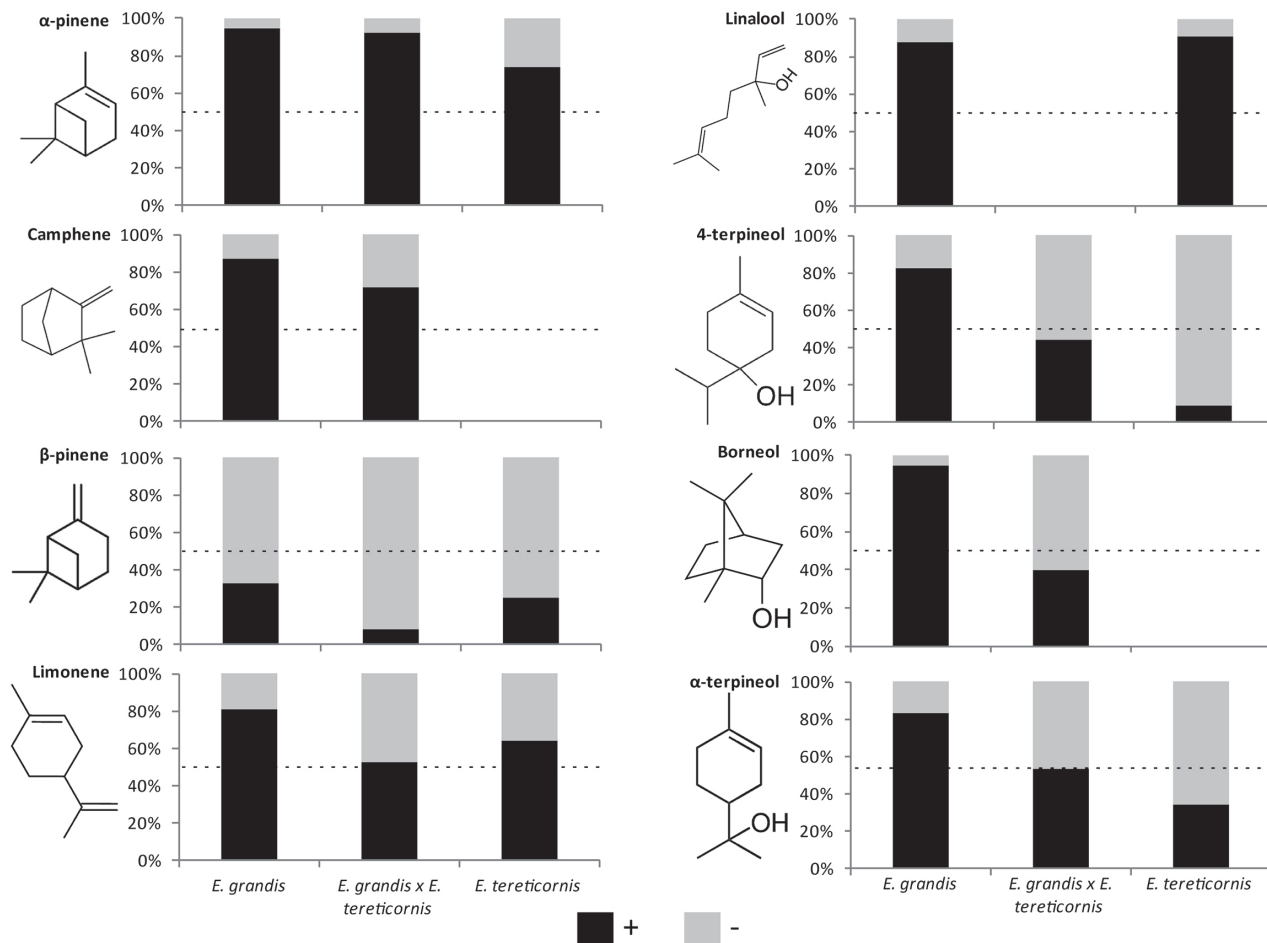 α-pinene
100%
80%
60%
40%
20%
0%
Camphene
100%
80%
60%
40%
20%
0%
β-pinene
100%
80%
60%
40%
20%
0%
Limonene
100%
80%
60%
40%
20%
0%
E. grandis
E. grandis x E.
tereticornis
E. tereticornis
Linalool
OH
100%
80%
60%
40%
20%
0%
4-terpineol
OH
100%
80%
60%
40%
20%
0%
Borneol
OH
100%
80%
60%
40%
20%
0%
α-terpineol
OH
100%
80%
60%
40%
20%
0%
E. grandis
E. grandis x E.
tereticornis
E. tereticornis
+
-